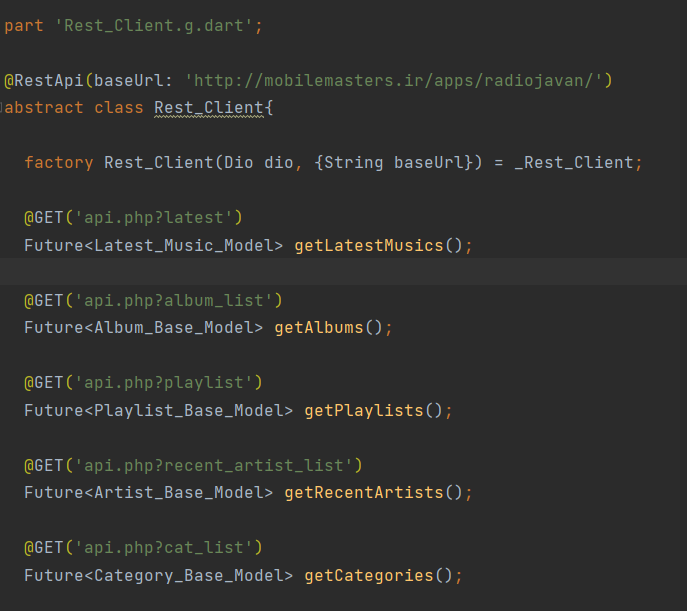 part 'Rest_Client.g.dart';
@RestApi(baseUrl: 'http://mobilemasters.ir/apps/radiojavan/')
abstract class Rest_Client{
factory Rest_Client(Dio dio, {String baseUrl}) = _Rest_Client;
@GET('api.php?latest')
Future<Latest_Music_Model> getLatestMusics();
@GET('api.php?album_list')
Future<Album_Base_Model> getAlbums();
@GET('api.php?playlist')
Future<Playlist_Base_Model> getPlaylists();
@GET('api.php?recent_artist_list')
Future<Artist_Base_Model> getRecentArtists();
@GET('api.php?cat_list')
Future<Category_Base_Model> getCategories();